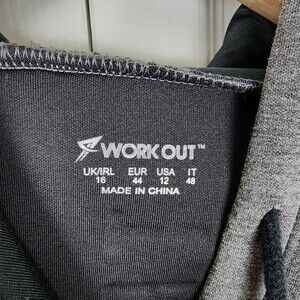 WORK OUT™
UK/IRL EUR USA IT
16 44 12 48
MADE IN CHINA